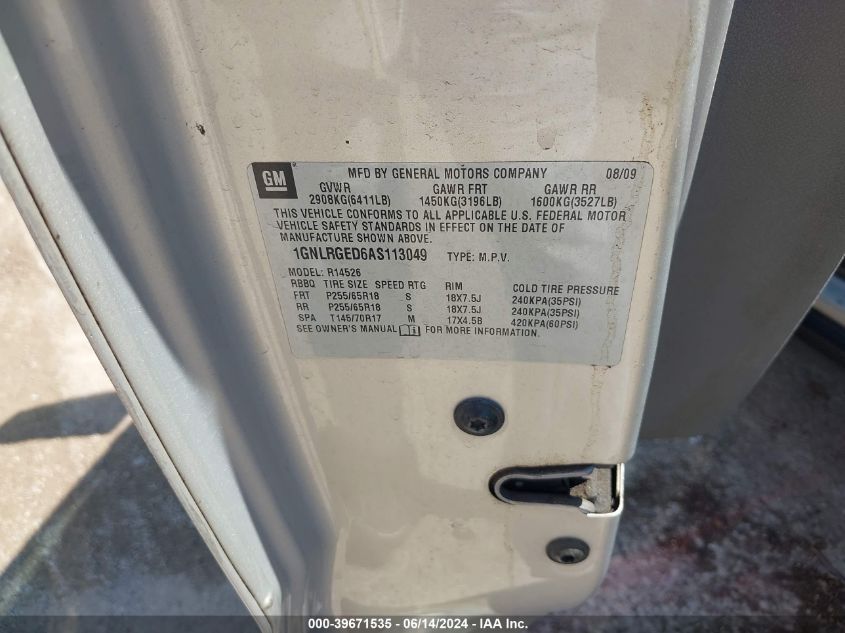 GM
MFD BY GENERAL MOTORS COMPANY 08/09
GVWR GAWR FRT GAWR RR
2908KG(6411LB) 1450KG(3196LB) 1600KG(3527LB)
THIS VEHICLE CONFORMS TO ALL APPLICABLE U.S. FEDERAL MOTOR
VEHICLE SAFETY STANDARDS IN EFFECT ON THE DATE OF
MANUFACTURE SHOWN ABOVE.
1GNLRGED6AS113049 TYPE: M.P.V.
MODEL: R14526
RBBQ TIRE SIZE SPEED RTG RIM COLD TIRE PRESSURE
FRT P255/65R18 S 18X7.5J 240KPA(35PSI)
RR P255/65R18 S 18X7.5J 240KPA(35PSI)
SPA T145/70R17 M 17X4.5B 420KPA(60PSI)
SEE OWNER'S MANUAL FOR MORE INFORMATION.
000-39671535 - 06/14/2024 - IAA Inc.